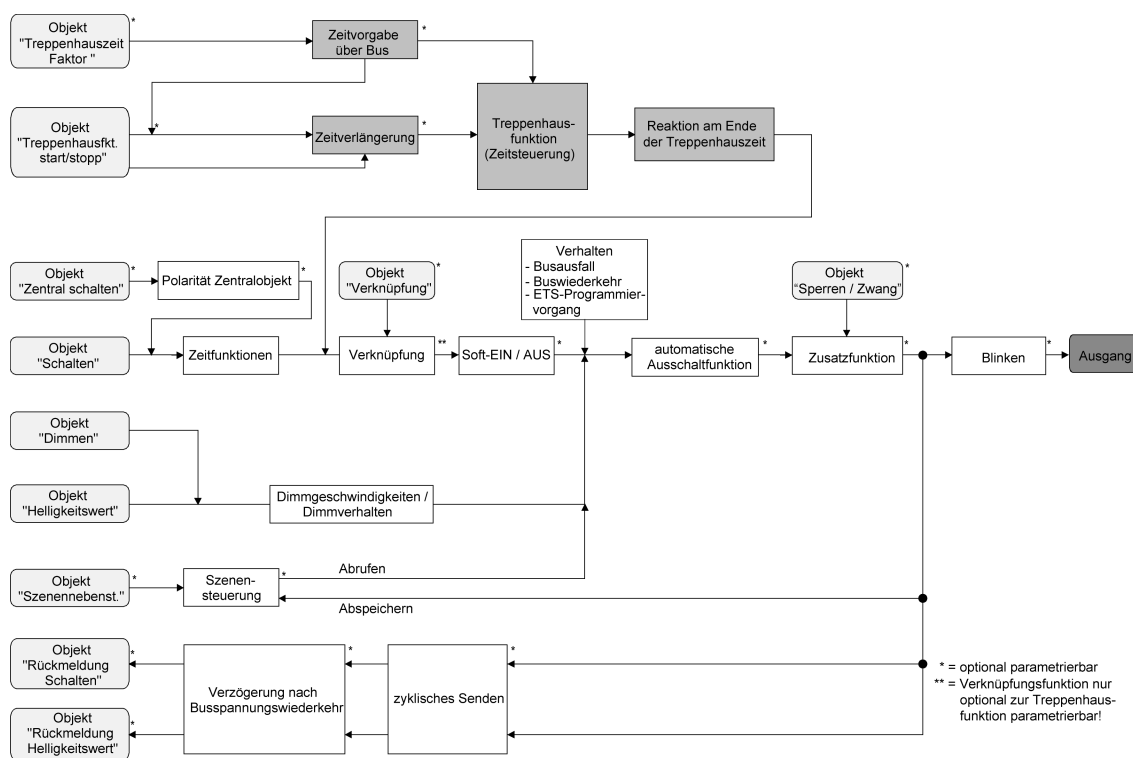 Objekt
"Treppenhauszeit
Faktor "
*
Zeitvorgabe
über Bus
*
Objekt
"Treppenhausfkt.
start/stopp"
*
Zeitverlängerung
*
Treppenhaus-
funktion
(Zeitsteuerung)
Reaktion am Ende
der Treppenhauszeit
Objekt
"Zentral schalten"
*
Polarität Zentralobjekt
*
Objekt
"Verknüpfung"
*
Verhalten
- Busausfall
- Buswiederkehr
- ETS-Programmier-
vorgang
Objekt
“Sperren / Zwang”
*
Objekt
"Schalten"
Zeitfunktionen
Verknüpfung
**
Soft-EIN / AUS
*
automatische
Ausschaltfunktion
*
Zusatzfunktion
*
Blinken
*
Ausgang
Objekt
"Dimmen"
Objekt
"Helligkeitswert"
Dimmgeschwindigkeiten /
Dimmverhalten
Objekt
"Szenennebenst."
*
Szenen-
steuerung
*
Abrufen
Abspeichern
Objekt
"Rückmeldung
Schalten"
*
Verzögerung nach
Busspannungswiederkehr
*
zyklisches Senden
*
Objekt
"Rückmeldung
Helligkeitswert"
*
* = optional parametrierbar
** = Verknüpfungsfunktion nur
optional zur Treppenhaus-
funktion parametrierbar!